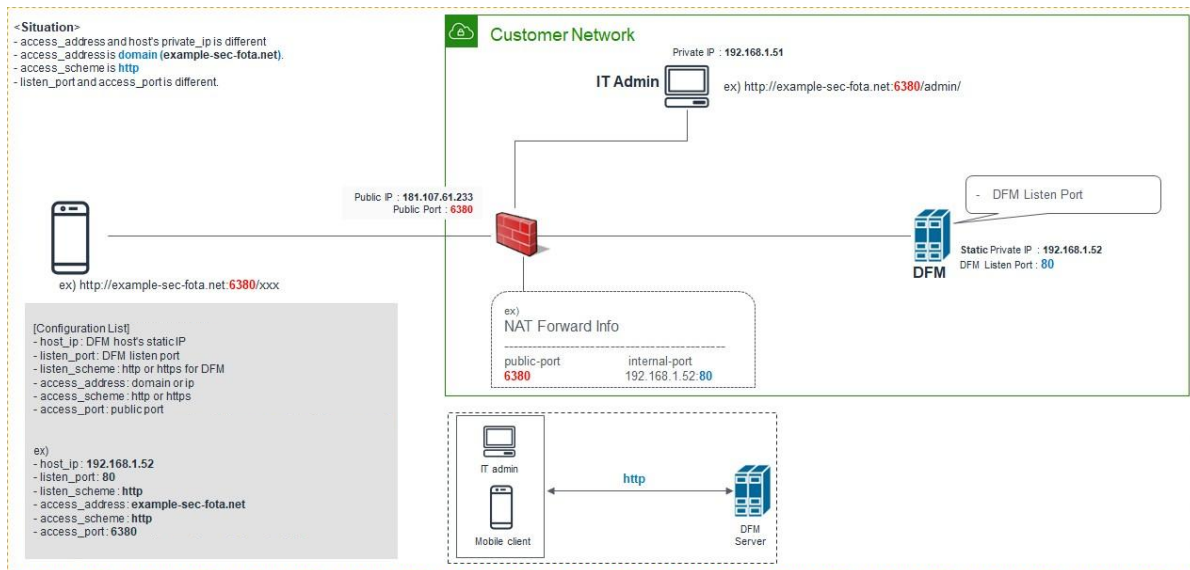 <Situation>
- access_address and host's private_ip is different
- access_address is domain (example-sec-fota.net).
- access_scheme is http
- listen_port and access_port is different.
Customer Network
Private IP : 192.168.1.51
IT Admin
ex) http://example-sec-fota.net:6380/admin/
Public IP : 181.107.61.233
Public Port : 6380
- DFM Listen Port
Static Private IP : 192.168.1.52
DFM Listen Port : 80
DFM
ex) http://example-sec-fota.net:6380/xxx
ex)
NAT Forward Info
public-port internal-port
6380 192.168.1.52:80
[Configuration List]
- host_ip : DFM host's static IP
- listen_port : DFM listen port
- listen_scheme : http or https for DFM
- access_address : domain or ip
- access_scheme : http or https
- access_port : public port
ex)
- host_ip : 192.168.1.52
- listen_port : 80
- listen_scheme : http
- access_address : example-sec-fota.net
- access_scheme : http
- access_port : 6380
IT admin
Mobile client
http
DFM
Server